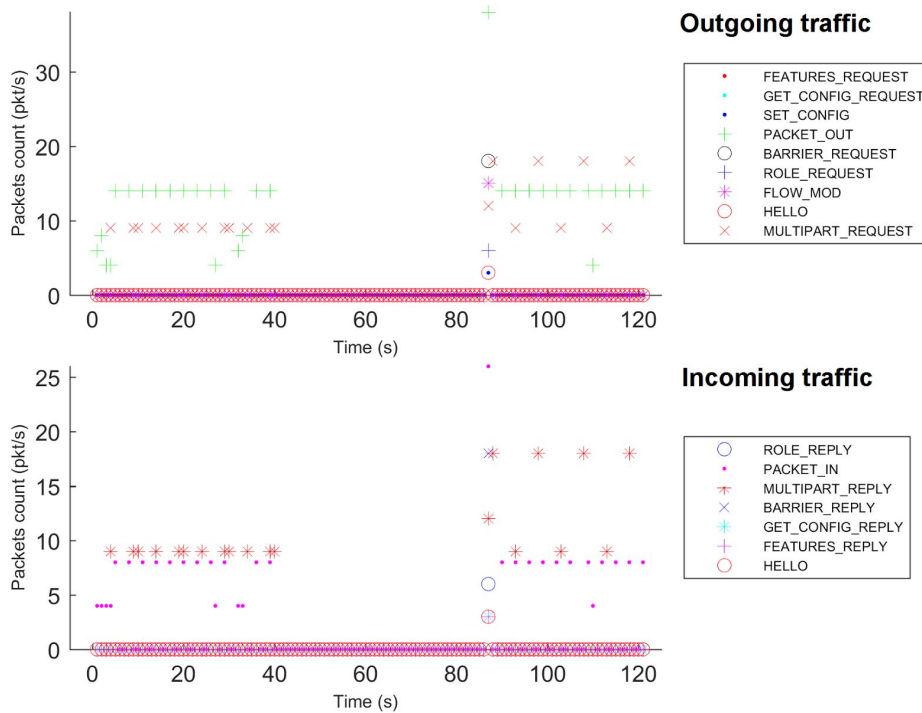 Outgoing traffic
Packets count (pkt/s)
30
20
10
0
0 20 40 60 80 100 120
Time (s)
FEATURES_REQUEST
GET_CONFIG_REQUEST
SET_CONFIG
PACKET_OUT
BARRIER_REQUEST
ROLE_REQUEST
FLOW_MOD
HELLO
MULTIPART_REQUEST
Incoming traffic
Packets count (pkt/s)
25
20
15
10
5
0
0 20 40 60 80 100 120
Time (s)
ROLE_REPLY
PACKET_IN
MULTIPART_REPLY
BARRIER_REPLY
GET_CONFIG_REPLY
FEATURES_REPLY
HELLO